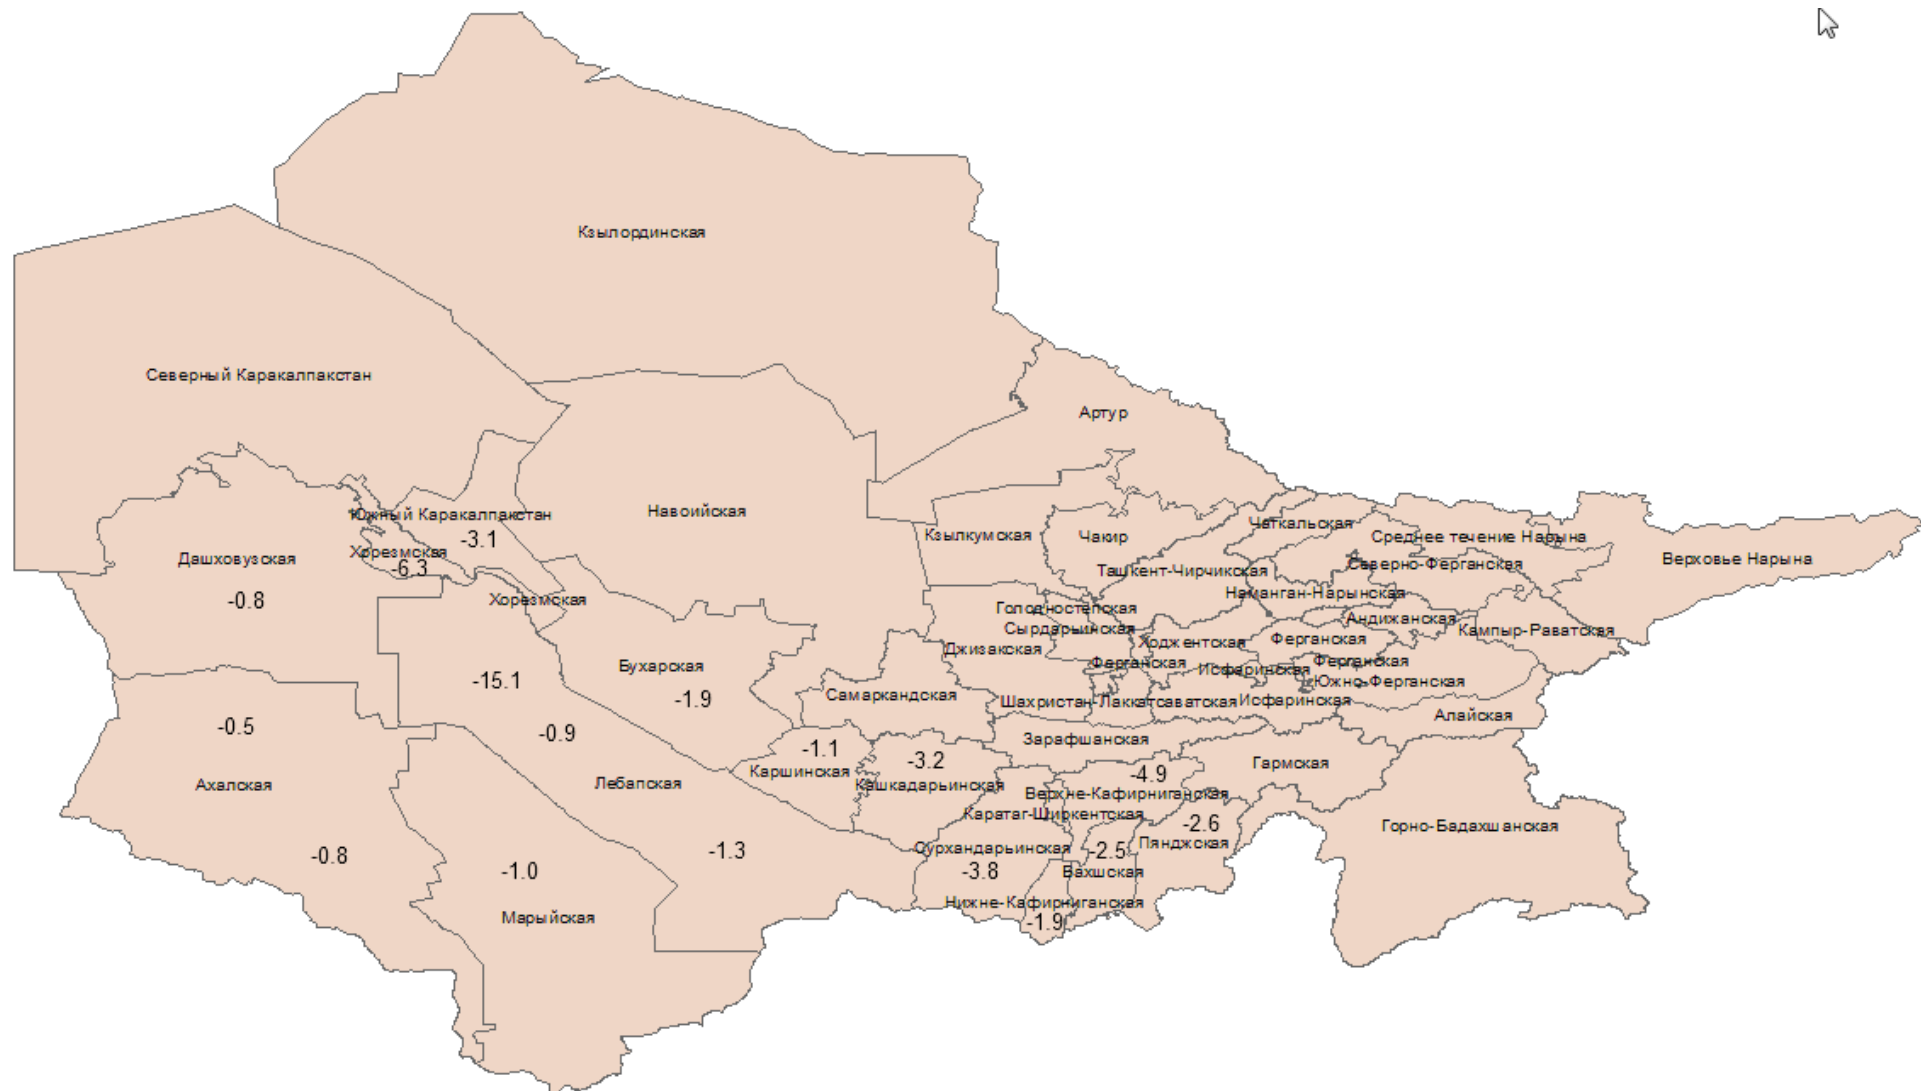 Кзылординская
Северный Каракалпакстан
Артур
Навоийская
Южный Каракалпакстан
-3.1
Хорезмская
-6.3
Дашховузская
-0.8
Хорезмская
Кзылкумская
Чакир
Чаткальская
Среднее течение Нарына
Верховье Нарына
Северно-Ферганская
Ташкент-Чирчикская
Наманган-Нарынская
Голодностепская
Сырдарьинская
Джизакская
Андижанская
Кампыр-Раватская
Ходжентская
Ферганская
Ферганская
Исфаринская
Ферганская
Южно-Ферганская
Бухарская
-1.9
-15.1
Самаркандская
Шахристан-Лаккатсаватская
Исфаринская
Алайская
-0.5
-0.9
Зарафшанская
-1.1
Каршинская
-3.2
Кашкадарьинская
-4.9
Верхне-Кафирниганская
Гармская
Ахалская
Лебапская
Каратаг-Ширкентская
-2.6
Пянджская
Горно-Бадахшанская
-0.8
-1.3
Сурхандарьинская
-3.8
-2.5
Вахшская
-1.0
Марыйская
Нижне-Кафирниганская
-1.9